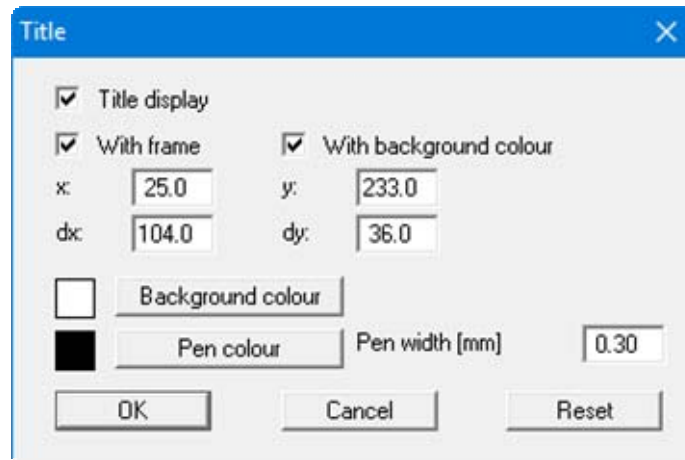 Title
Title display
With frame With background colour
x: 25.0 y: 233.0
dx: 104.0 dy: 36.0
Background colour
Pen colour Pen width [mm] 0.30
OK Cancel Reset